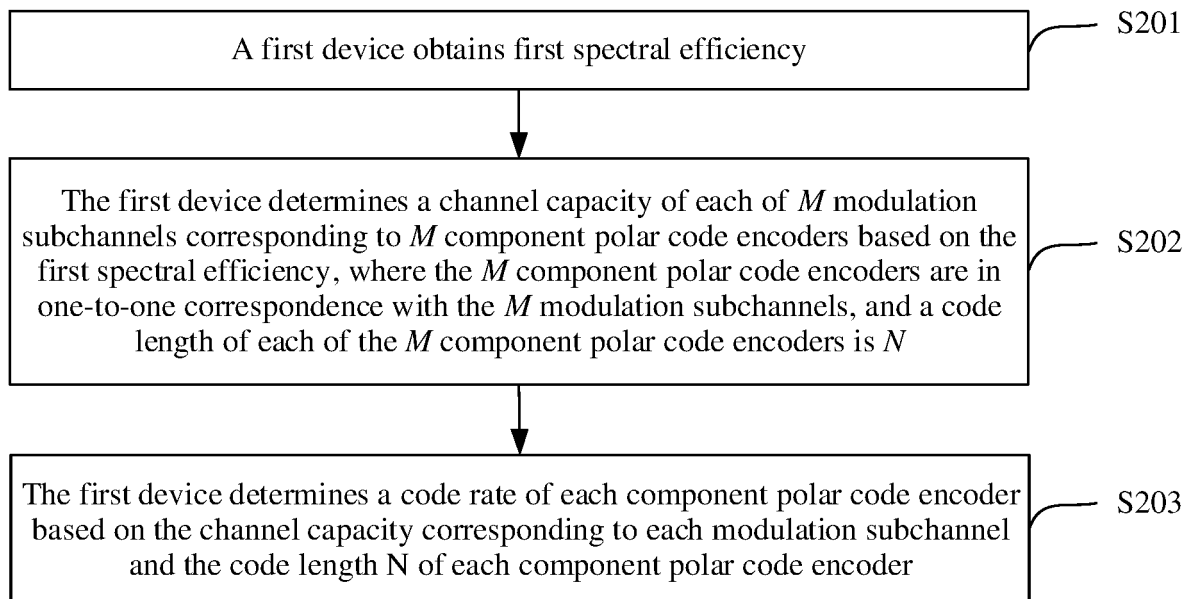 A first device obtains first spectral efficiency
S201
The first device determines a channel capacity of each of M modulation
subchannels corresponding to M component polar code encoders based on the
first spectral efficiency, where the M component polar code encoders are in
one-to-one correspondence with the M modulation subchannels, and a code
length of each of the M component polar code encoders is N
S202
The first device determines a code rate of each component polar code encoder
based on the channel capacity corresponding to each modulation subchannel
and the code length N of each component polar code encoder
S203